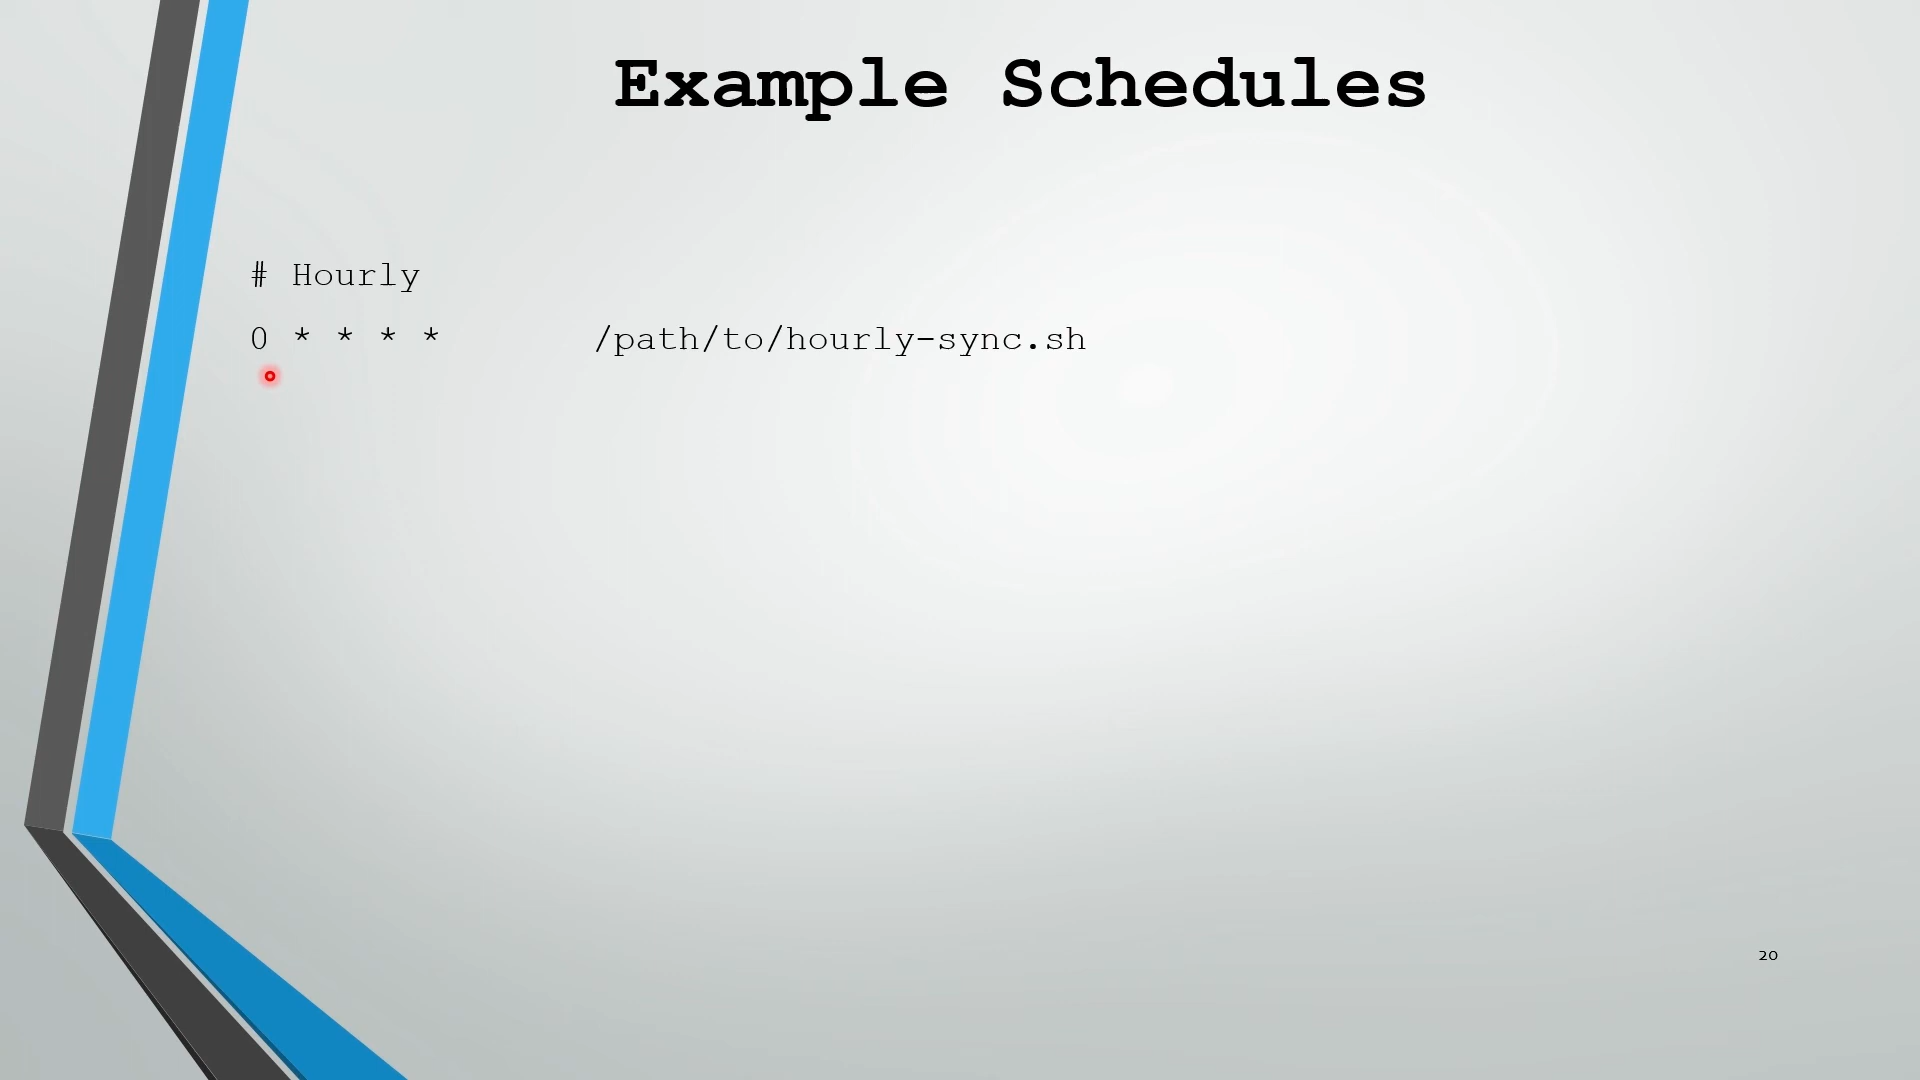 Example Schedules
# Hourly
0 * * * *        /path/to/hourly-sync.sh
20